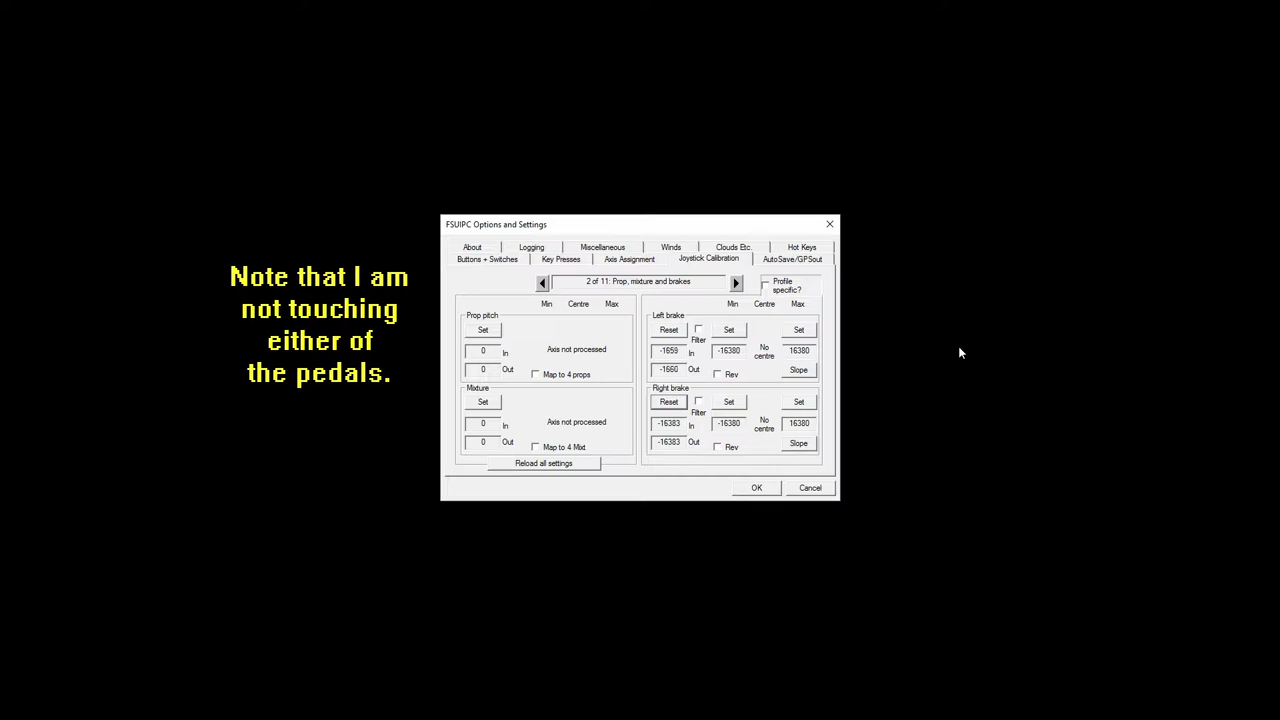 FSUIPC Options and Settings
About Logging Miscellaneous Winds Clouds Etc. Hot Keys
Buttons + Switches Key Presses Axis Assignment Joystick Calibration AutoSave/GPSout
2 of 11: Prop, mixture and brakes
Profile specific?
Min Centre Max
Prop pitch
Set
0 In Axis not processed
0 Out Map to 4 props
Mixture
Set
0 In Axis not processed
0 Out Map to 4 Mixt
Reload all settings
Min Centre Max
Left brake
Reset Filter Set Set
-1659 In -16380 No centre 16380
-1660 Out Rev Slope
Right brake
Reset Filter Set Set
-16383 In -16380 No centre 16380
-16383 Out Rev Slope
OK Cancel
Note that I am
not touching
either of
the pedals.